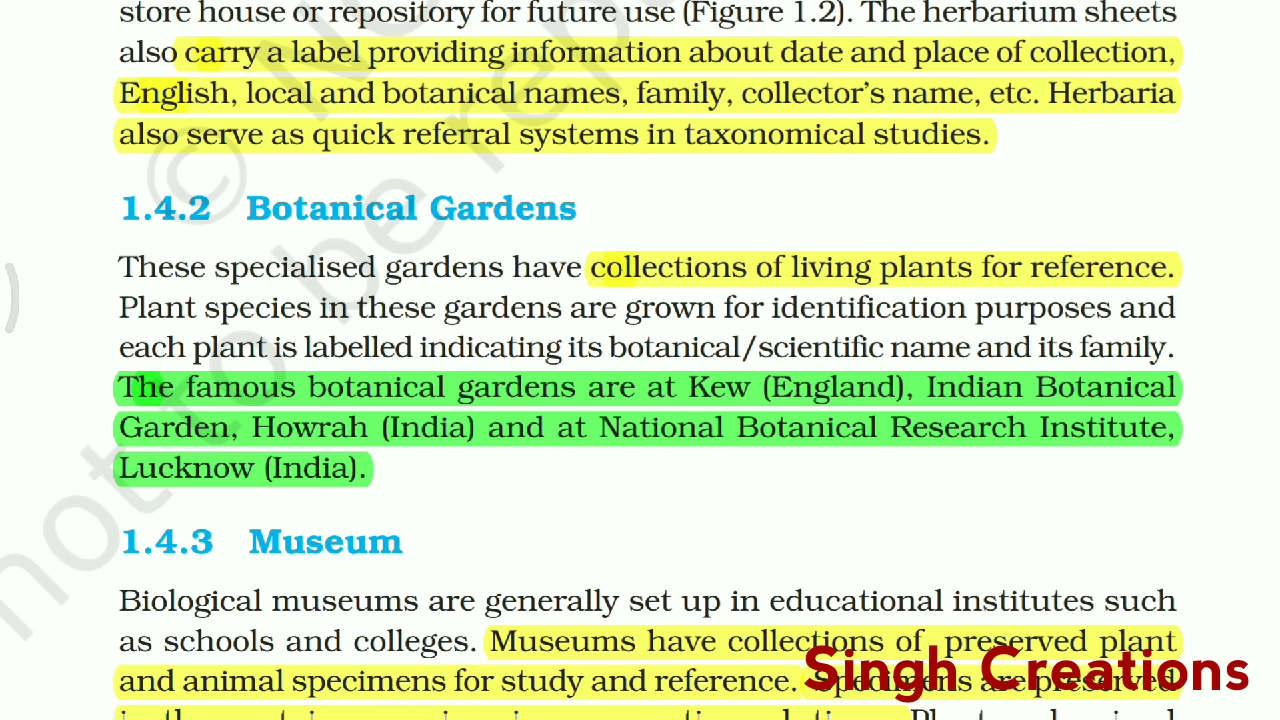 store house or repository for future use (Figure 1.2). The herbarium sheets
also carry a label providing information about date and place of collection,
English, local and botanical names, family, collector's name, etc. Herbaria
also serve as quick referral systems in taxonomical studies.
1.4.2 Botanical Gardens
These specialised gardens have collections of living plants for reference.
Plant species in these gardens are grown for identification purposes and
each plant is labelled indicating its botanical/scientific name and its family.
The famous botanical gardens are at Kew (England), Indian Botanical
Garden, Howrah (India) and at National Botanical Research Institute,
Lucknow (India).
1.4.3 Museum
Biological museums are generally set up in educational institutes such
as schools and colleges. Museums have collections of preserved plant
and animal specimens for study and reference. Specimens are preserved
Singh Creations
not to be rep